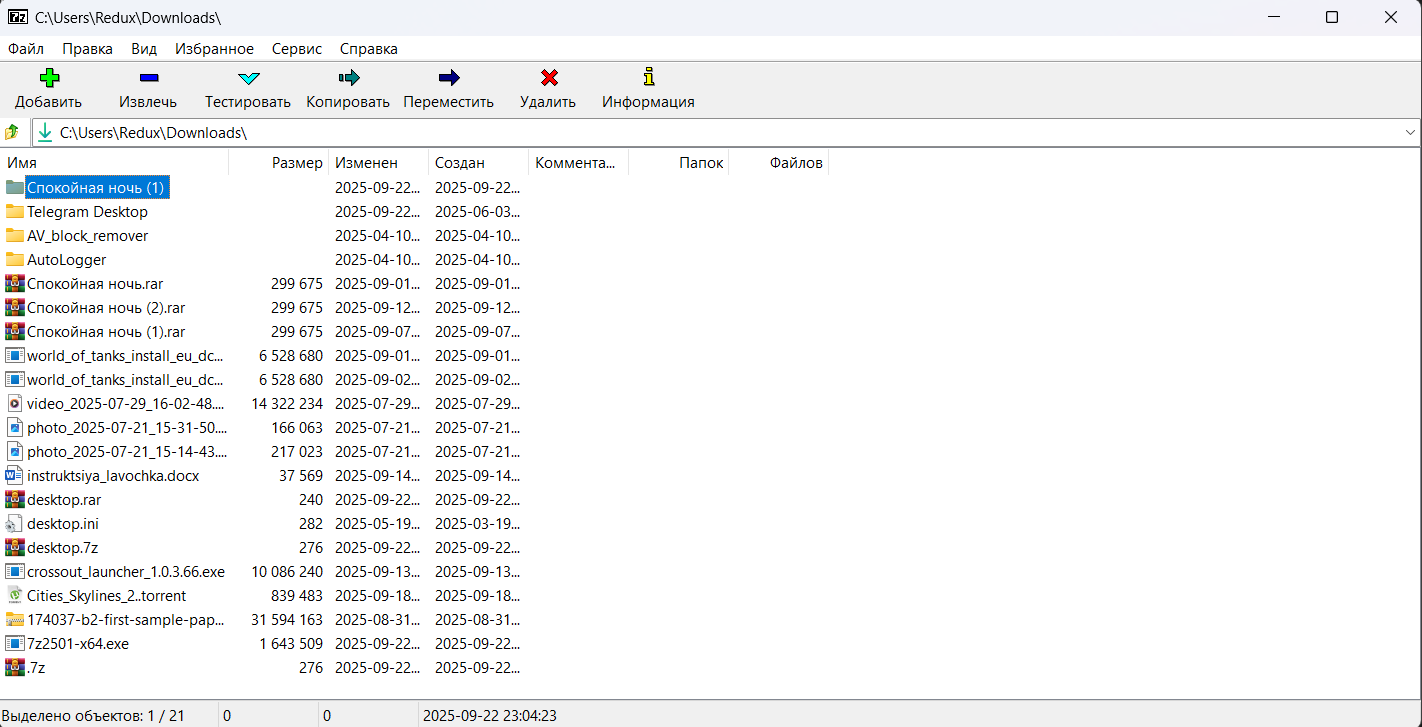 C:\Users\Redux\Downloads\
Файл Правка Вид Избранное Сервис Справка
Добавить Извлечь Тестировать Копировать Переместить Удалить Информация
C:\Users\Redux\Downloads\
Имя Размер Изменен Создан Коммента... Папок Файлов
Спокойная ночь (1) 2025-09-22... 2025-09-22...
Telegram Desktop 2025-09-22... 2025-06-03...
AV_block_remover 2025-04-10... 2025-04-10...
AutoLogger 2025-04-10... 2025-04-10...
Спокойная ночь.rar 299 675 2025-09-01... 2025-09-01...
Спокойная ночь (2).rar 299 675 2025-09-12... 2025-09-12...
Спокойная ночь (1).rar 299 675 2025-09-07... 2025-09-07...
world_of_tanks_install_eu_dc... 6 528 680 2025-09-01... 2025-09-01...
world_of_tanks_install_eu_dc... 6 528 680 2025-09-02... 2025-09-02...
video_2025-07-29_16-02-48.... 14 322 234 2025-07-29... 2025-07-29...
photo_2025-07-21_15-31-50.... 166 063 2025-07-21... 2025-07-21...
photo_2025-07-21_15-14-43.... 217 023 2025-07-21... 2025-07-21...
instruktsiya_lavochka.docx 37 569 2025-09-14... 2025-09-14...
desktop.rar 240 2025-09-22... 2025-09-22...
desktop.ini 282 2025-05-19... 2025-03-19...
desktop.7z 276 2025-09-22... 2025-09-22...
crossout_launcher_1.0.3.66.exe 10 086 240 2025-09-13... 2025-09-13...
Cities_Skylines_2..torrent 839 483 2025-09-18... 2025-09-18...
174037-b2-first-sample-pap... 31 594 163 2025-08-31... 2025-08-31...
7z2501-x64.exe 1 643 509 2025-09-22... 2025-09-22...
.7z 276 2025-09-22... 2025-09-22...
Выделено объектов: 1 / 21 0 0 2025-09-22 23:04:23